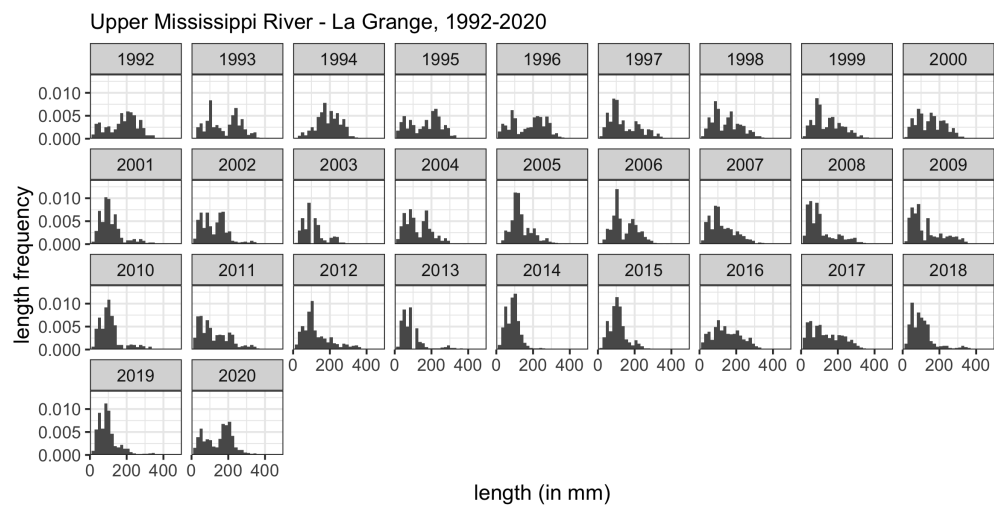 Upper Mississippi River - La Grange, 1992-2020
1992 1993 1994 1995 1996 1997 1998 1999 2000
0.010
0.005
0.000
2001 2002 2003 2004 2005 2006 2007 2008 2009
0.010
0.005
0.000
length frequency
2010 2011 2012 2013 2014 2015 2016 2017 2018
0.010
0.005
0.000
0 200 400 0 200 400 0 200 400 0 200 400 0 200 400 0 200 400 0 200 400
2019 2020
0.010
0.005
0.000
0 200 400 0 200 400
length (in mm)